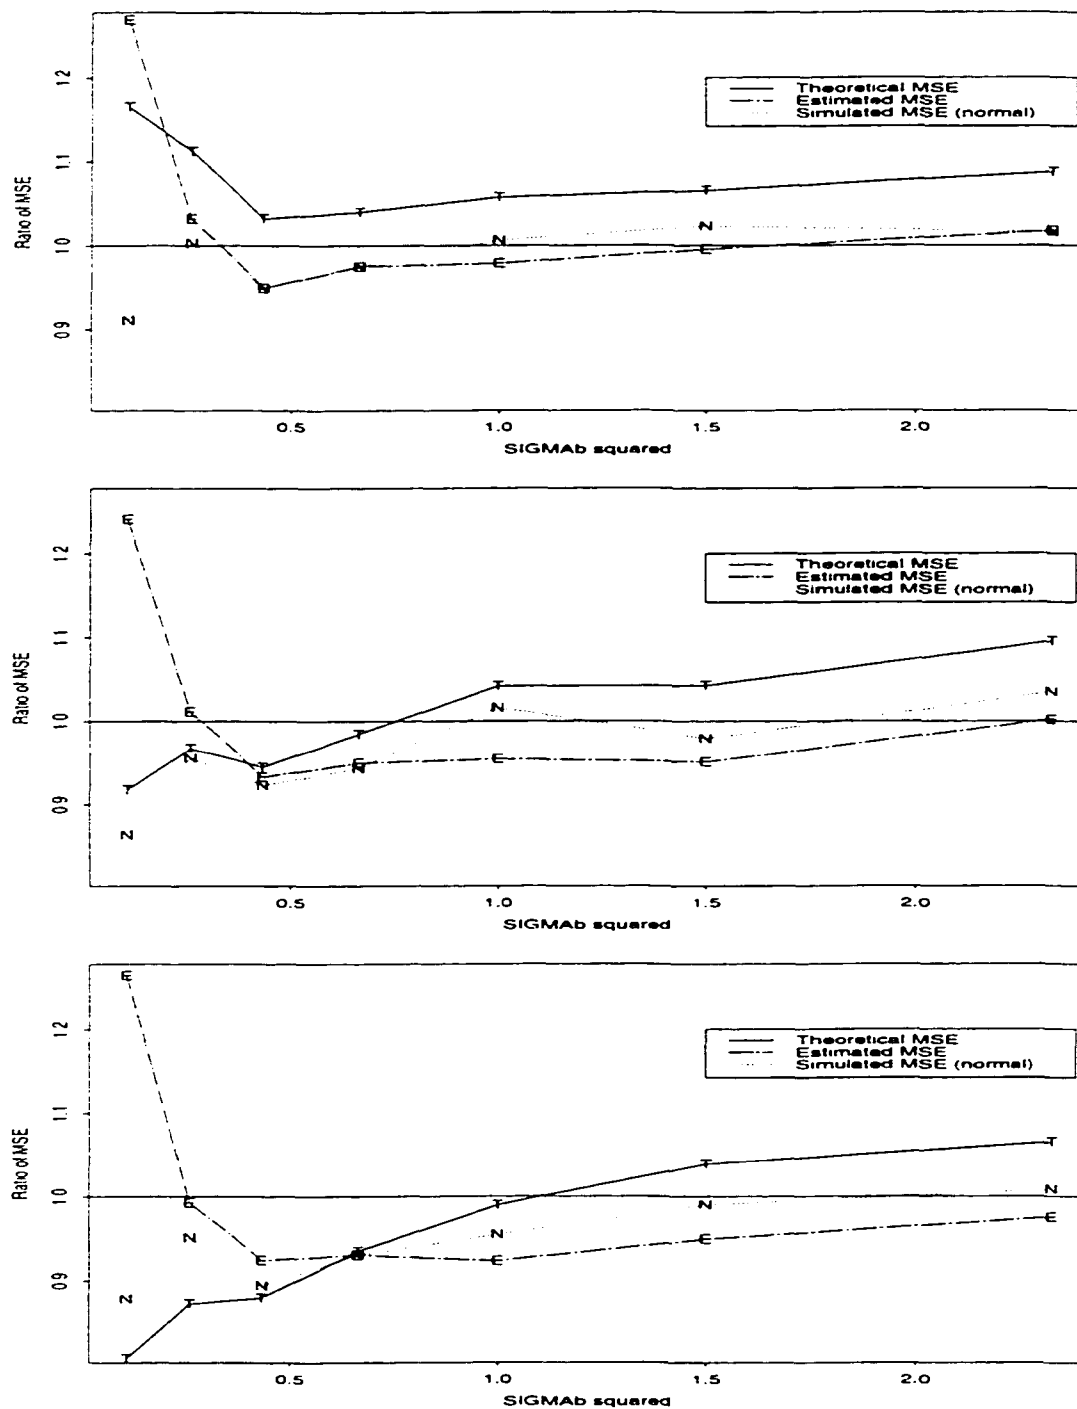 E
T
T
T
T
T
T
T
E
N
N
N
E
E
N
1.2
1.1
1.0
0.9
Ratio of MSE
Theoretical MSE
Estimated MSE
Simulated MSE (normal)
0.5
1.0
1.5
2.0
SIGMAb squared
E
E
T
T
T
T
T
T
T
N
N
N
N
N
N
N
E
E
E
E
E
1.2
1.1
1.0
0.9
Ratio of MSE
Theoretical MSE
Estimated MSE
Simulated MSE (normal)
0.5
1.0
1.5
2.0
SIGMAb squared
E
E
E
E
E
E
T
T
T
T
T
T
N
N
N
N
N
N
1.2
1.1
1.0
0.9
Ratio of MSE
Theoretical MSE
Estimated MSE
Simulated MSE (normal)
0.5
1.0
1.5
2.0
SIGMAb squared